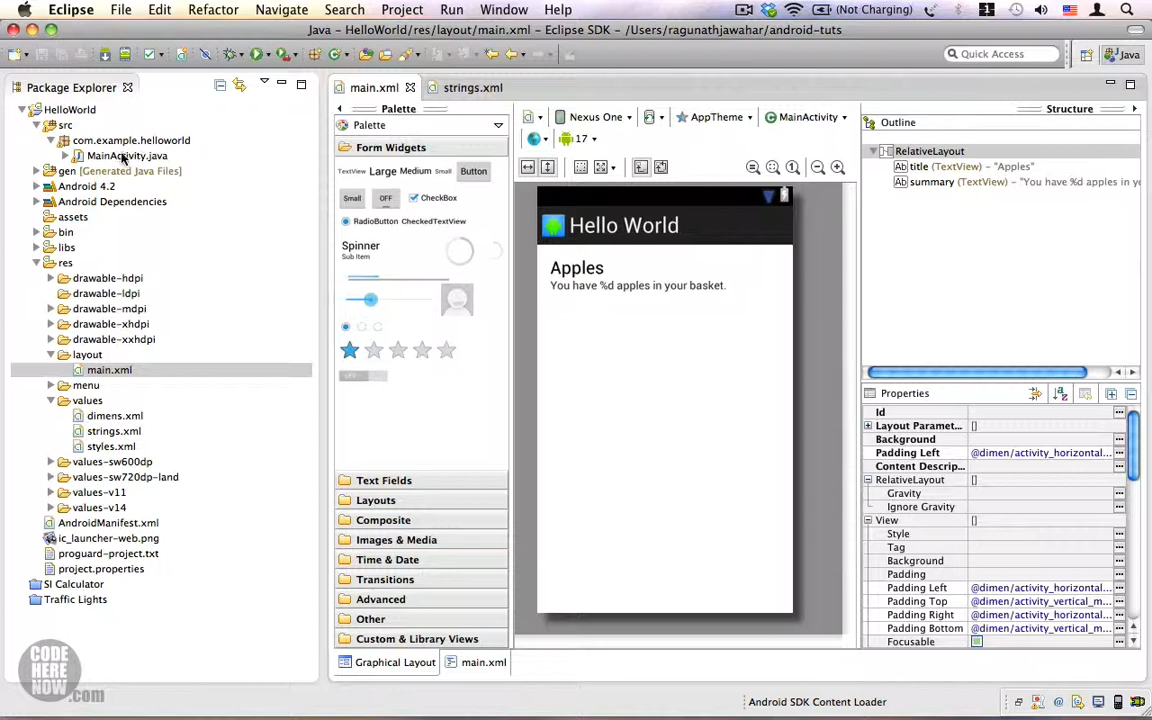 Eclipse File Edit Refactor Navigate Search Project Run Window Help
1 (Not Charging)
Java – HelloWorld/res/layout/main.xml – Eclipse SDK – /Users/ragunathjawahar/android-tuts
Quick Access
Java
Package Explorer
HelloWorld
src
com.example.helloworld
MainActivity.java
gen [Generated Java Files]
Android 4.2
Android Dependencies
assets
bin
libs
res
drawable-hdpi
drawable-ldpi
drawable-mdpi
drawable-xhdpi
drawable-xxhdpi
layout
main.xml
menu
values
dimens.xml
strings.xml
styles.xml
values-sw600dp
values-sw720dp-land
values-v11
values-v14
AndroidManifest.xml
ic_launcher-web.png
proguard-project.txt
project.properties
SI Calculator
Traffic Lights
main.xml
strings.xml
Palette
Palette
Form Widgets
TextView Large Medium Small Button
Small OFF CheckBox
RadioButton CheckedTextView
Spinner
Sub Item
OFF
Text Fields
Layouts
Composite
Images & Media
Time & Date
Transitions
Advanced
Other
Custom & Library Views
Graphical Layout
main.xml
Nexus One
AppTheme
MainActivity
17
Hello World
Apples
You have %d apples in your basket.
Structure
Outline
RelativeLayout
Ab title (TextView) – "Apples"
Ab summary (TextView) – "You have %d apples in y
Properties
Id
Layout Paramet... []
Background
Padding Left @dimen/activity_horizontal...
Content Descrip...
RelativeLayout []
Gravity
Ignore Gravity
View []
Style
Tag
Background
Padding
Padding Left @dimen/activity_horizontal...
Padding Top @dimen/activity_vertical_m...
Padding Right @dimen/activity_horizontal...
Padding Bottom @dimen/activity_vertical_m...
Focusable
Android SDK Content Loader
CODE
HERE
NOW
.com